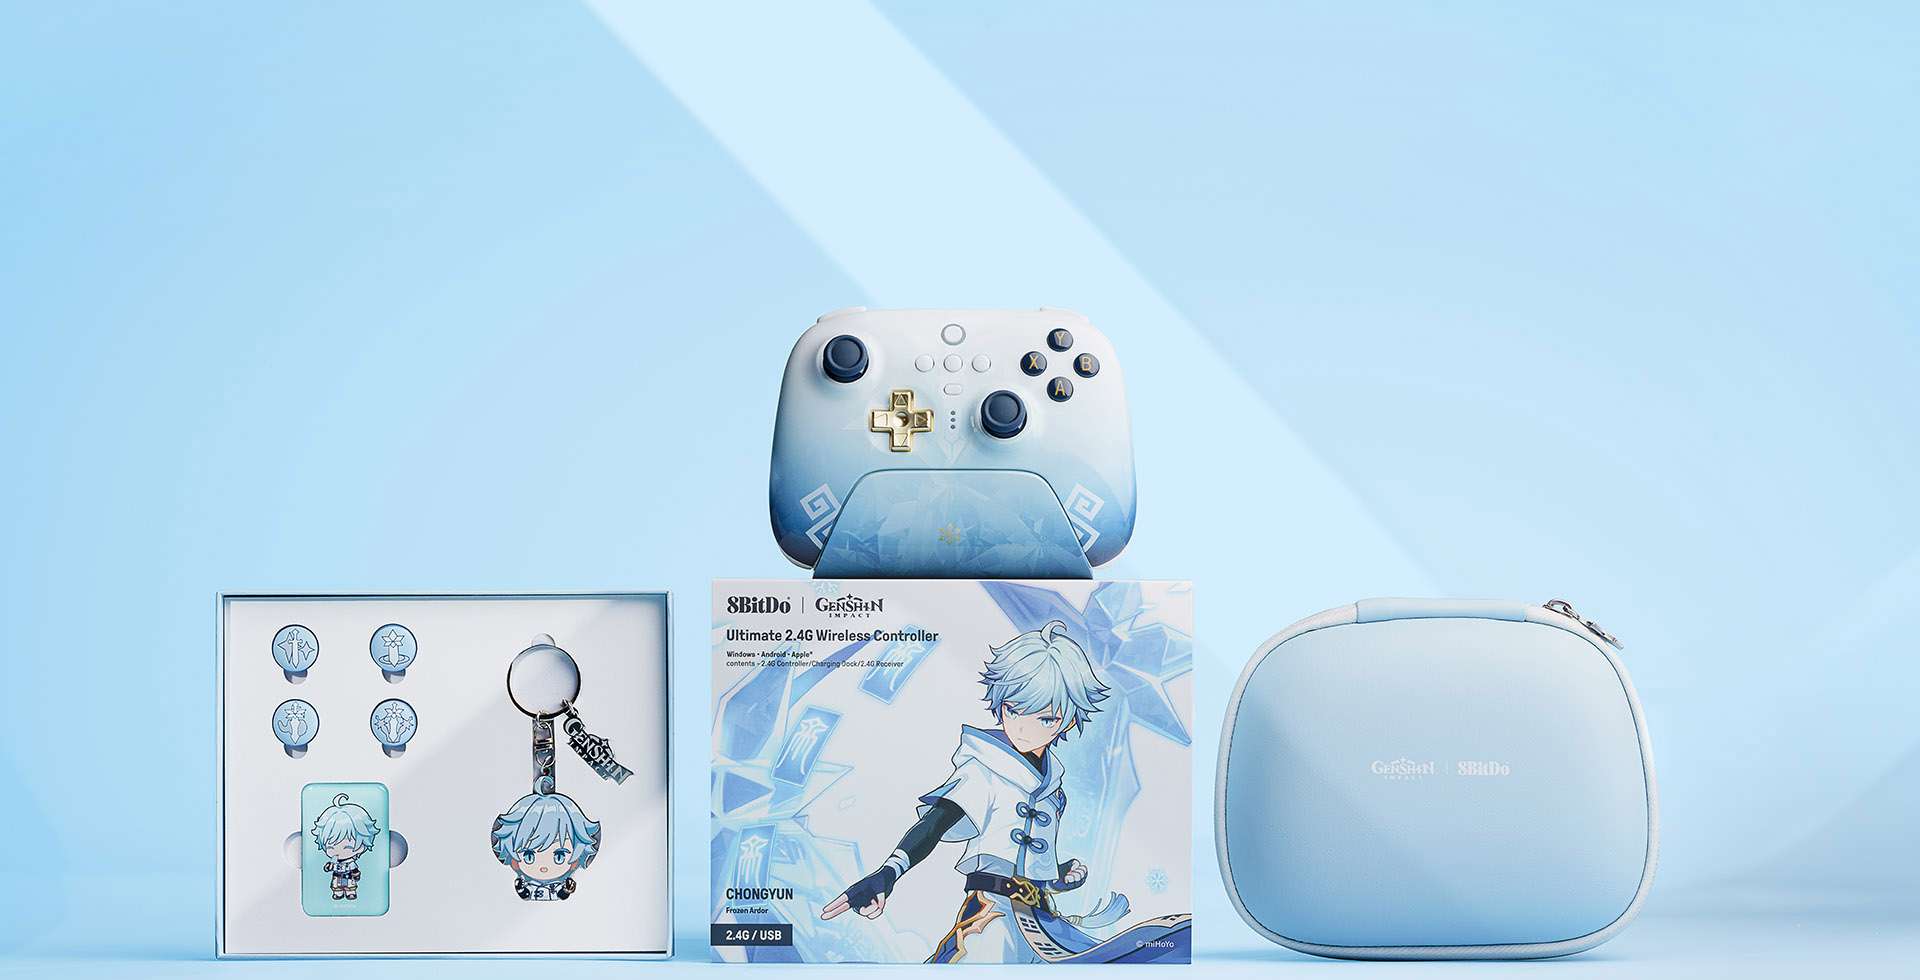 Y
X
B
A
8BitDo | GENSHIN IMPACT
Ultimate 2.4G Wireless Controller
Windows · Android · Apple*
contents - 2.4G Controller/Charging Dock/2.4G Receiver
CHONGYUN
Frozen Ardor
2.4G / USB
© miHoYo
GENSHIN IMPACT
GENSHIN IMPACT | 8BitDo